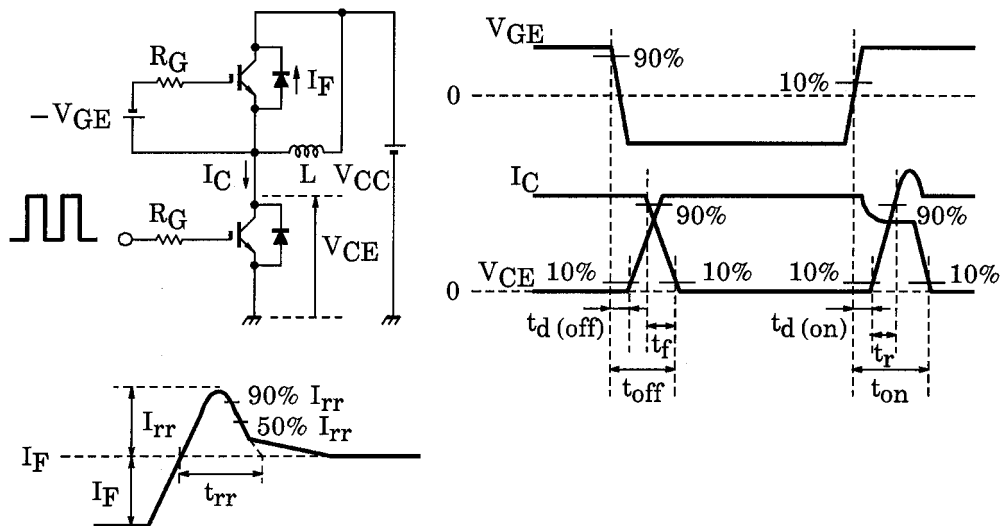 R_G
I_F
−V_GE
I_C
L
V_CC
R_G
V_CE
V_GE
90%
10%
0
I_C
90%
90%
V_CE
10%
10%
10%
10%
0
t_d (off)
t_f
t_d (on)
t_r
t_off
t_on
90% I_rr
I_rr
50% I_rr
I_F
I_F
t_rr